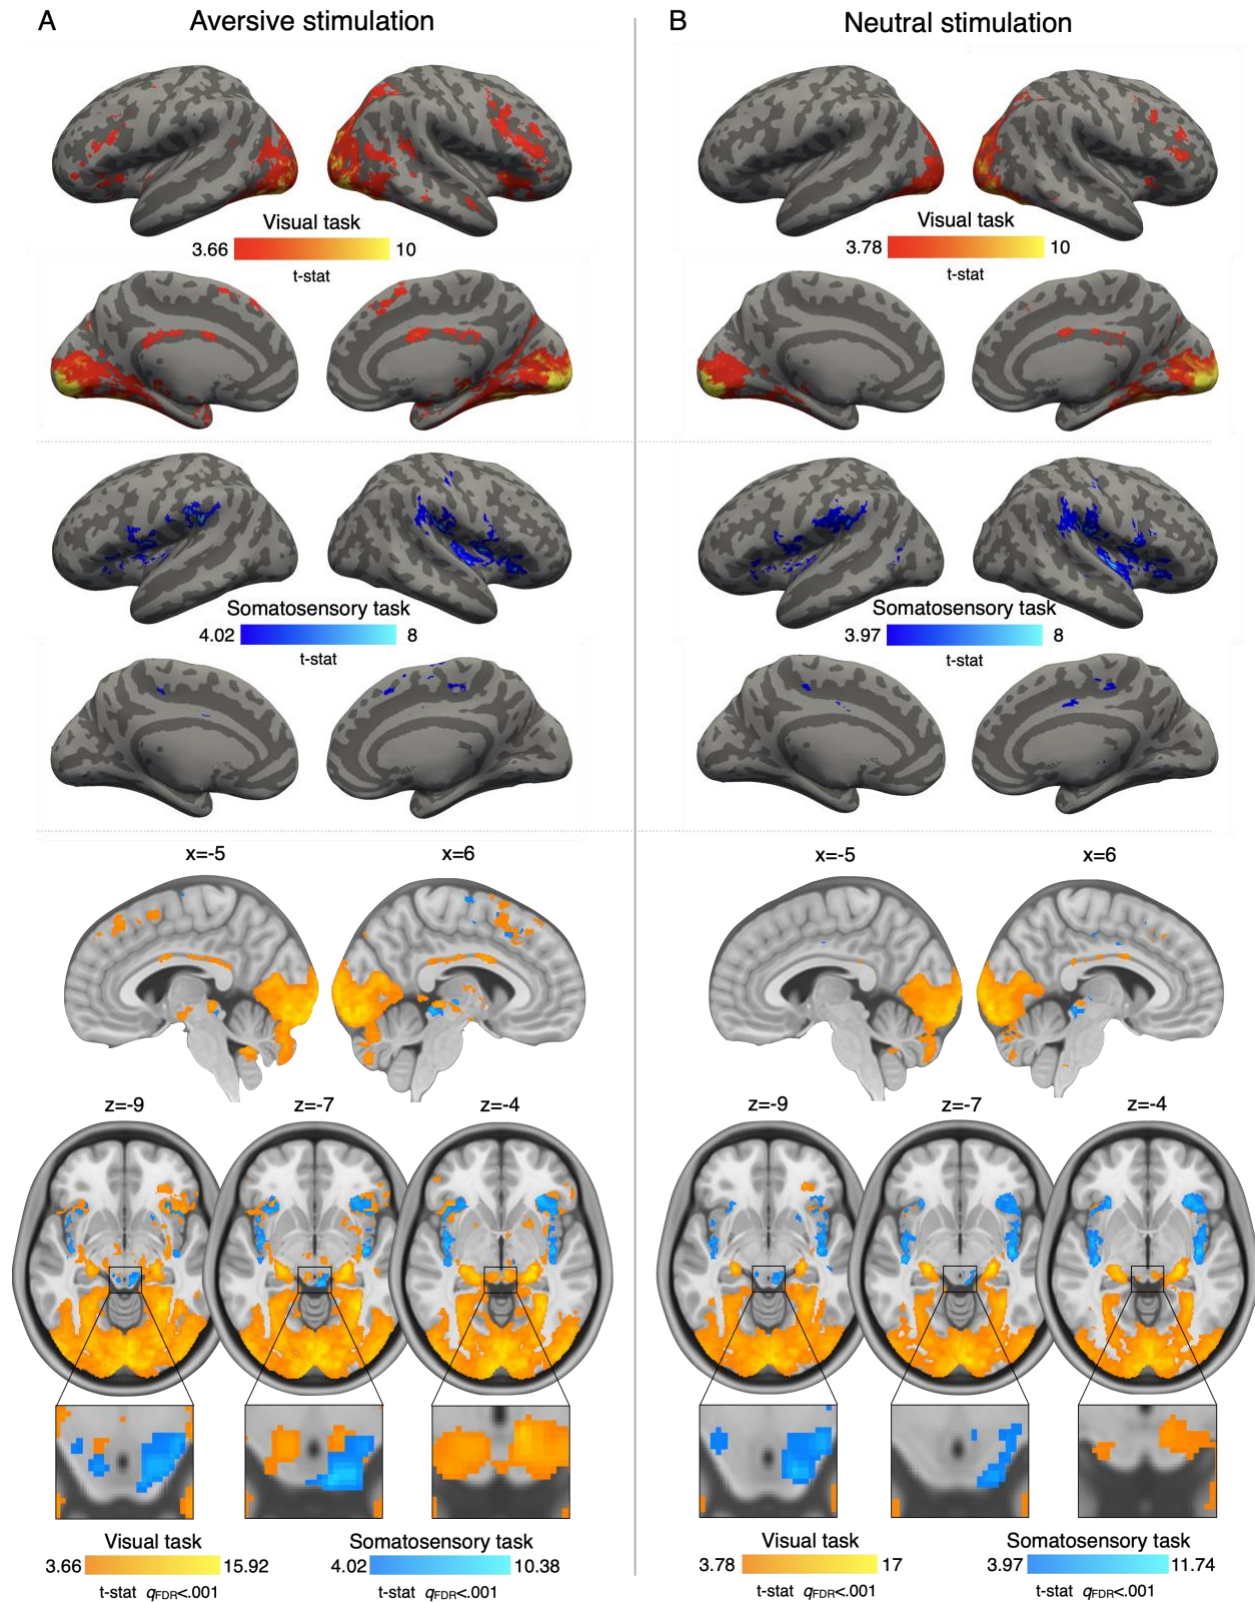 A Aversive stimulation
B Neutral stimulation
Visual task
3.66 10
t-stat
Visual task
3.78 10
t-stat
Somatosensory task
4.02 8
t-stat
Somatosensory task
3.97 8
t-stat
x=-5 x=6
x=-5 x=6
z=-9 z=-7 z=-4
z=-9 z=-7 z=-4
Visual task
3.66 15.92
t-stat qFDR<.001
Somatosensory task
4.02 10.38
t-stat qFDR<.001
Visual task
3.78 17
t-stat qFDR<.001
Somatosensory task
3.97 11.74
t-stat qFDR<.001